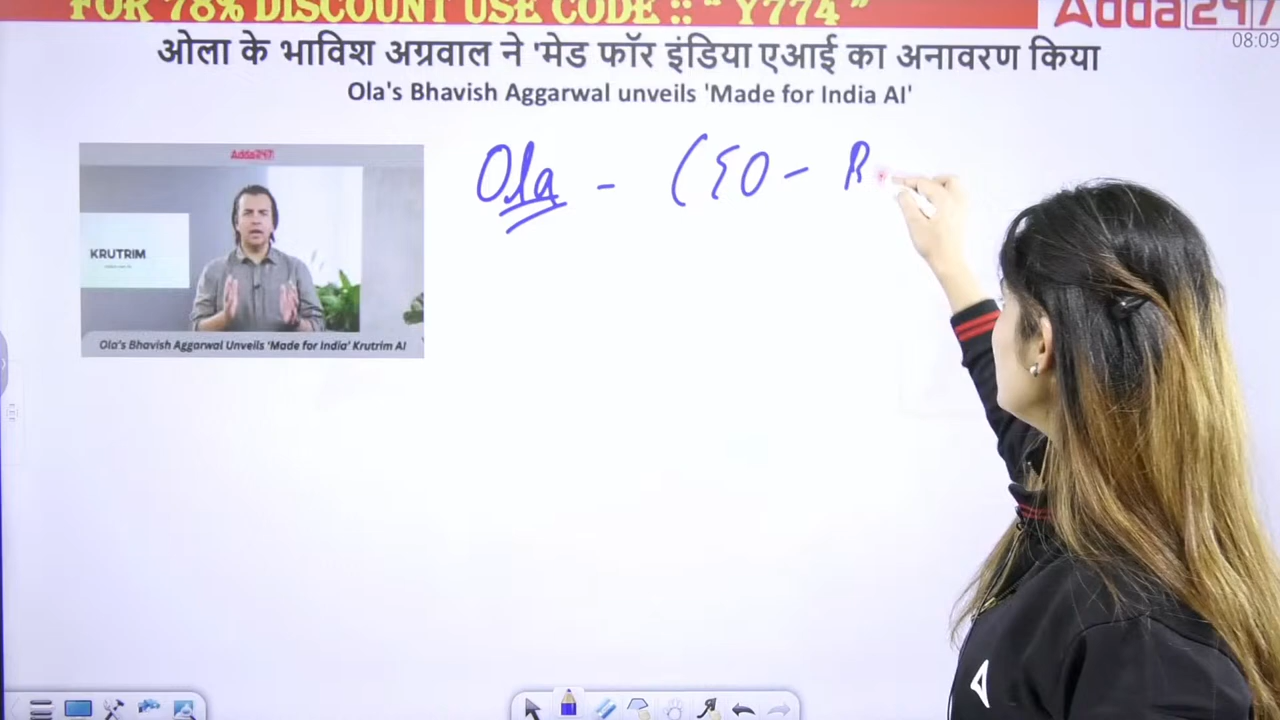 FOR 78% DISCOUNT USE CODE :: “ Y774 ”
Adda247
08:09
ओला के भाविश अग्रवाल ने 'मेड फॉर इंडिया एआई का अनावरण किया
Ola's Bhavish Aggarwal unveils 'Made for India AI'
Adda247
KRUTRIM
Ola's Bhavish Aggarwal Unveils 'Made for India' Krutrim AI
Ola - CEO - B